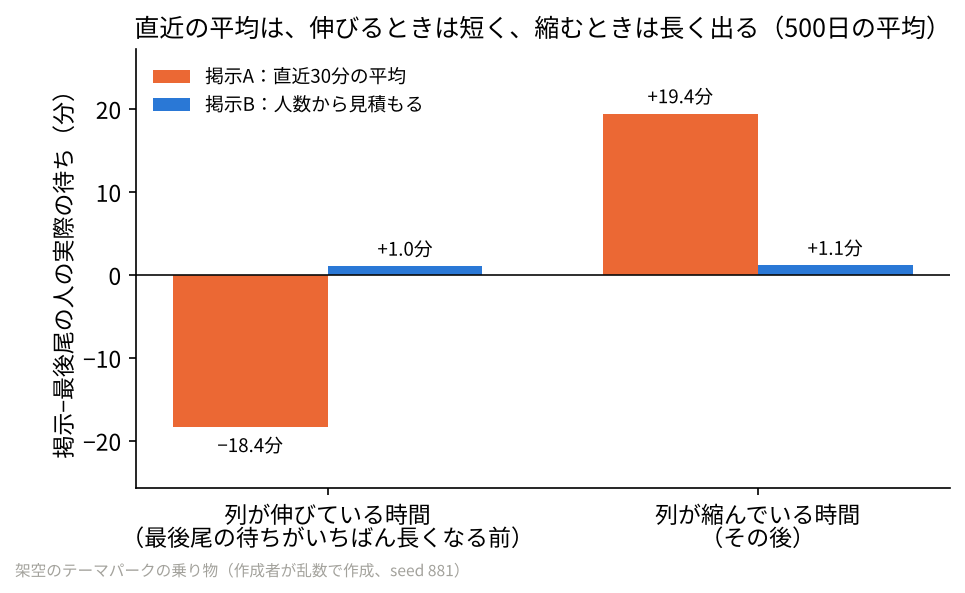 直近の平均は、伸びるときは短く、縮むときは長く出る（500日の平均）
掲示A：直近30分の平均
掲示B：人数から見積もる
掲示−最後尾の人の実際の待ち（分）
20
10
0
−10
−20
+19.4分
+1.0分
+1.1分
−18.4分
列が伸びている時間
（最後尾の待ちがいちばん長くなる前）
列が縮んでいる時間
（その後）
架空のテーマパークの乗り物（作成者が乱数で作成、seed 881）